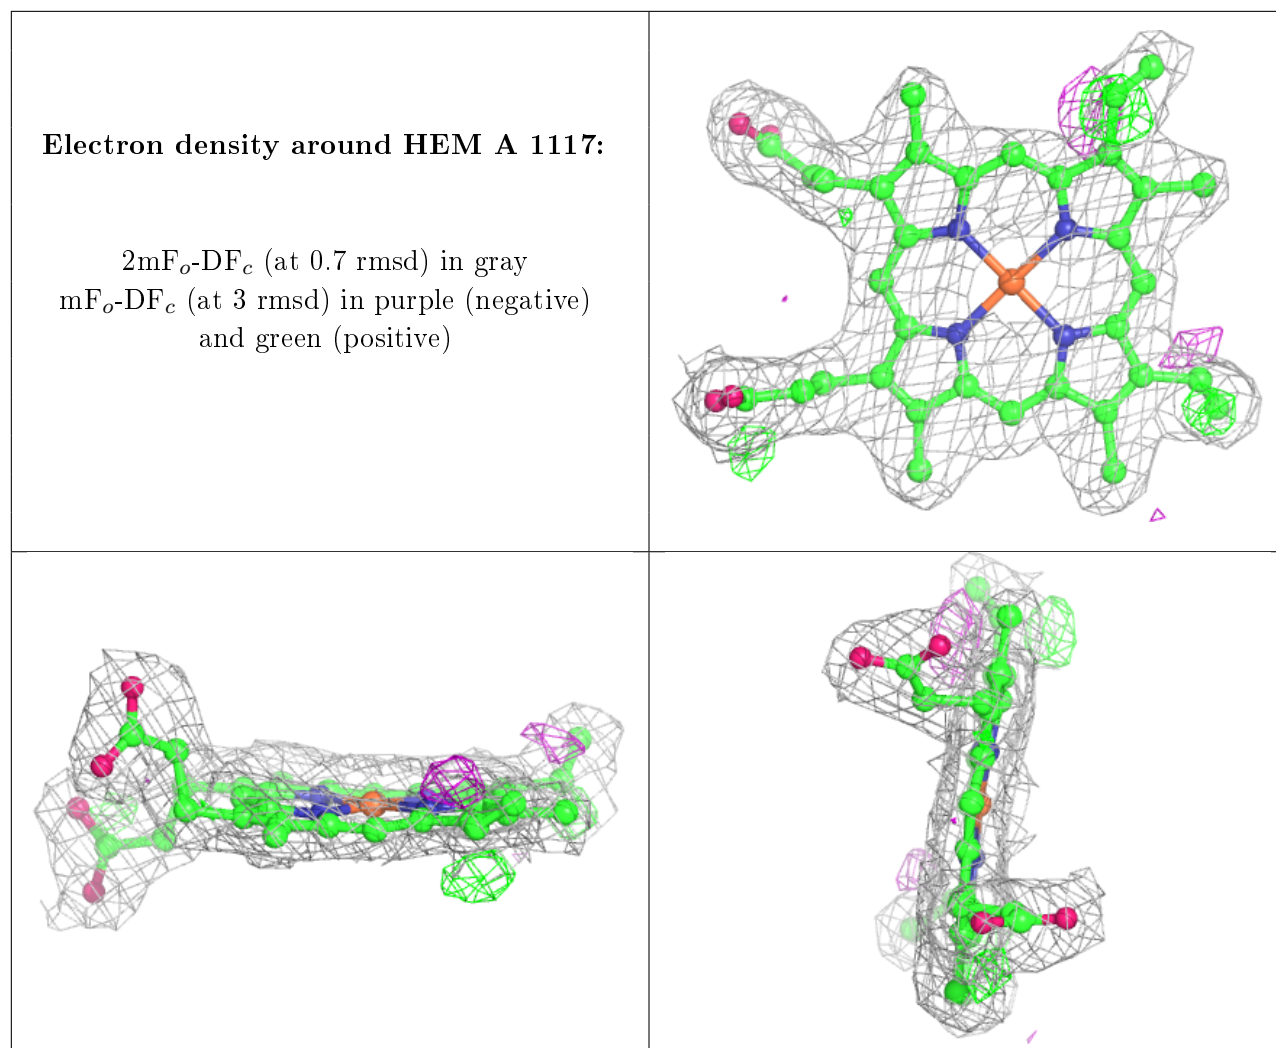 Electron density around HEM A 1117:
2mFₒ-DF𝒸 (at 0.7 rmsd) in gray
mFₒ-DF𝒸 (at 3 rmsd) in purple (negative)
and green (positive)